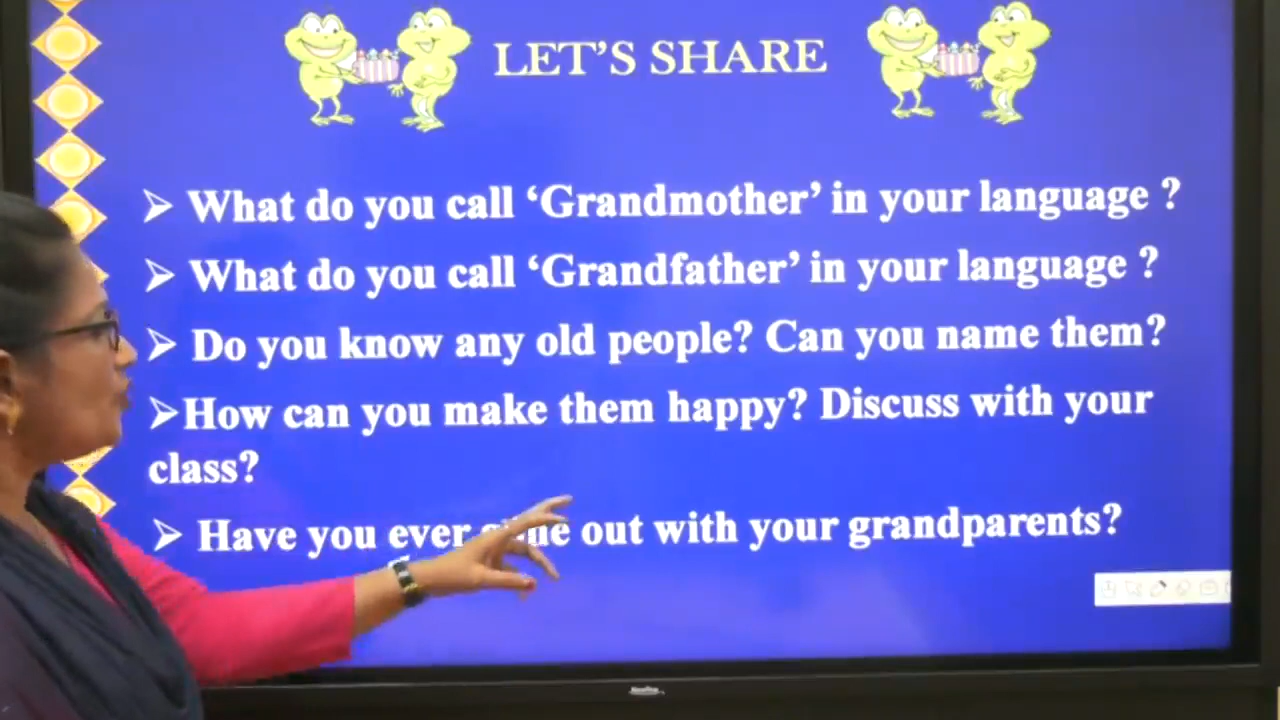 LET'S SHARE
➢ What do you call ‘Grandmother’ in your language ?
➢ What do you call ‘Grandfather’ in your language ?
➢ Do you know any old people? Can you name them?
➢How can you make them happy? Discuss with your
class?
➢ Have you ever out with your grandparents?